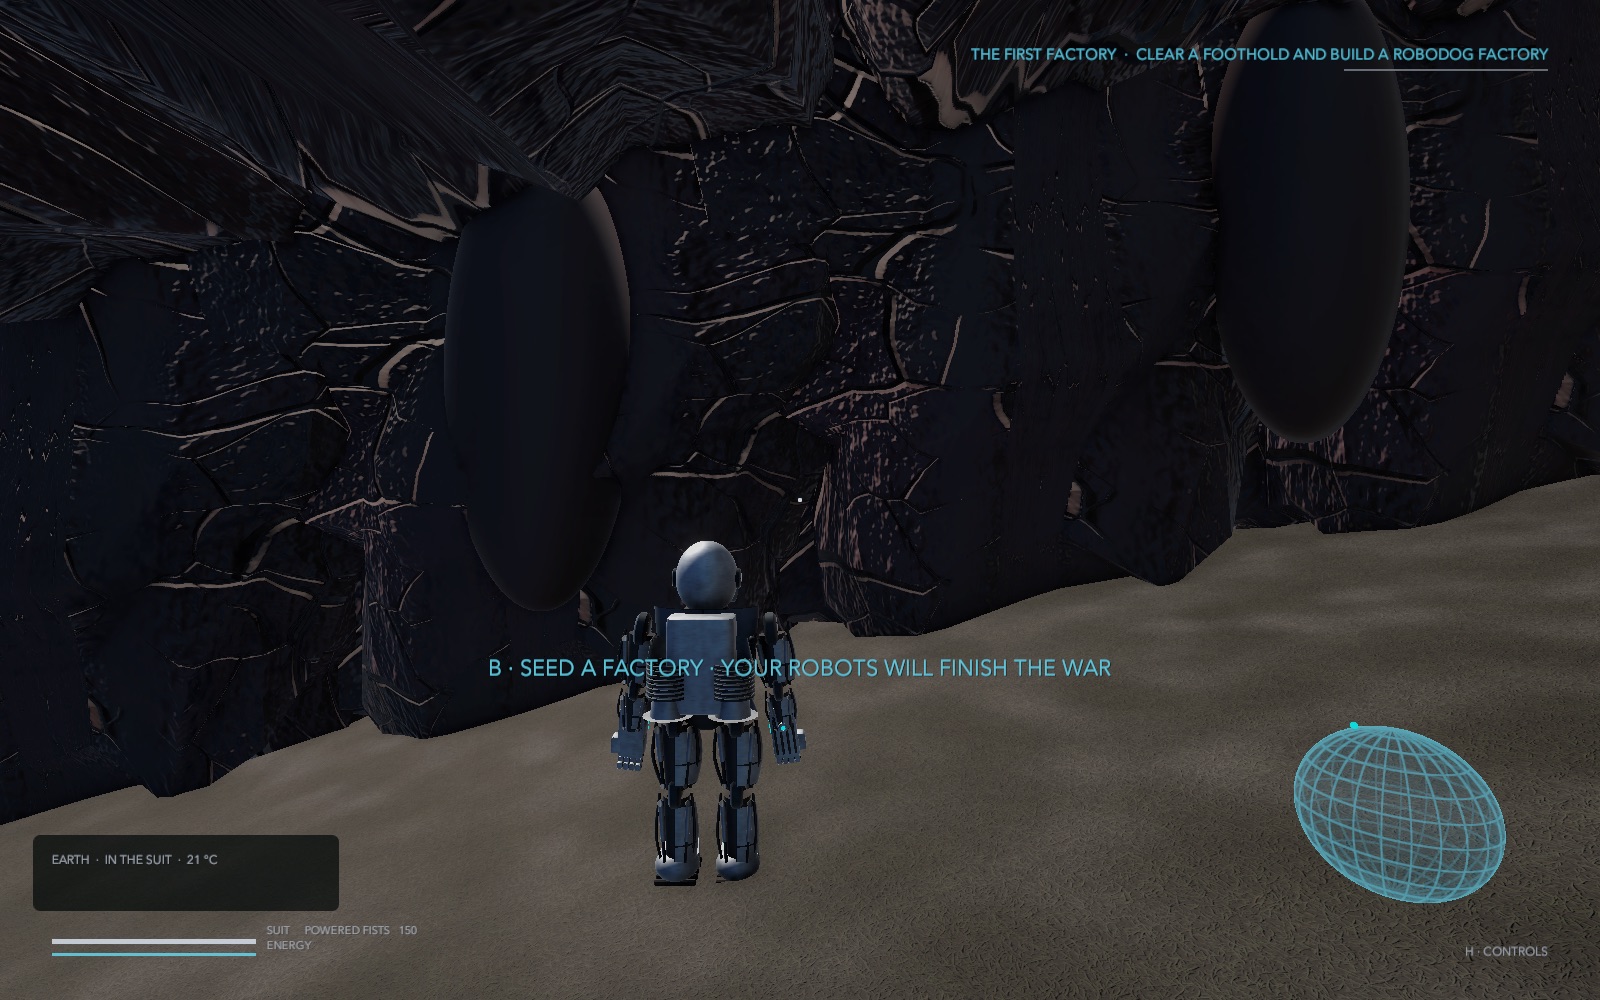 THE FIRST FACTORY · CLEAR A FOOTHOLD AND BUILD A ROBODOG FACTORY
B · SEED A FACTORY · YOUR ROBOTS WILL FINISH THE WAR
EARTH · IN THE SUIT · 21 °C
SUIT POWERED FISTS 150
ENERGY
H · CONTROLS